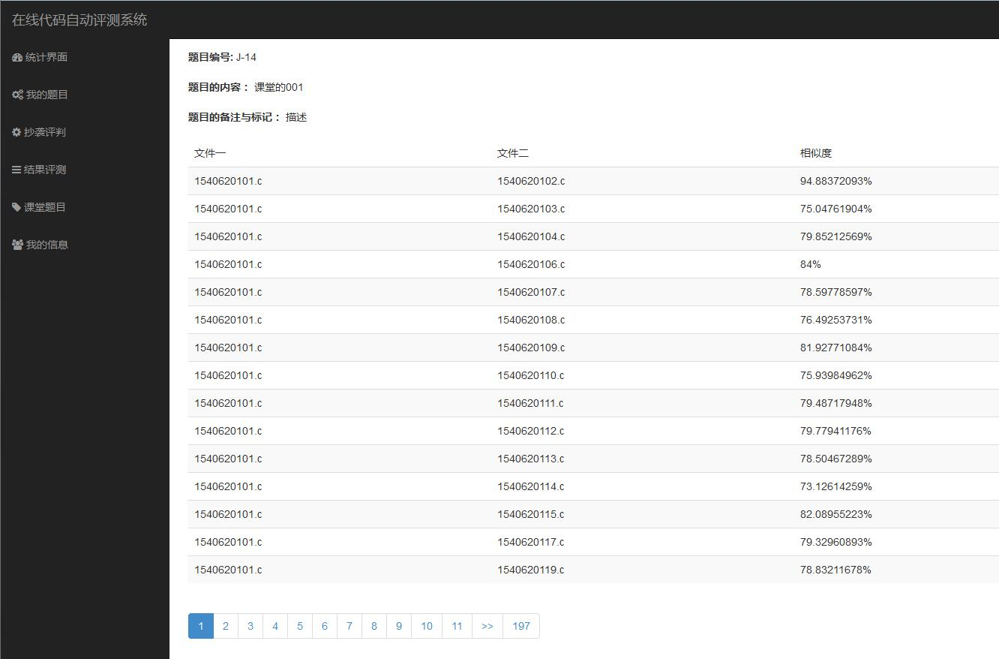 在线代码自动评测系统
统计界面
我的题目
抄袭评判
结果评测
课堂题目
我的信息
题目编号: J-14
题目的内容： 课堂的001
题目的备注与标记： 描述
文件一 文件二 相似度
1540620101.c 1540620102.c 94.88372093%
1540620101.c 1540620103.c 75.04761904%
1540620101.c 1540620104.c 79.85212569%
1540620101.c 1540620106.c 84%
1540620101.c 1540620107.c 78.59778597%
1540620101.c 1540620108.c 76.49253731%
1540620101.c 1540620109.c 81.92771084%
1540620101.c 1540620110.c 75.93984962%
1540620101.c 1540620111.c 79.48717948%
1540620101.c 1540620112.c 79.77941176%
1540620101.c 1540620113.c 78.50467289%
1540620101.c 1540620114.c 73.12614259%
1540620101.c 1540620115.c 82.08955223%
1540620101.c 1540620117.c 79.32960893%
1540620101.c 1540620119.c 78.83211678%
1 2 3 4 5 6 7 8 9 10 11 >> 197